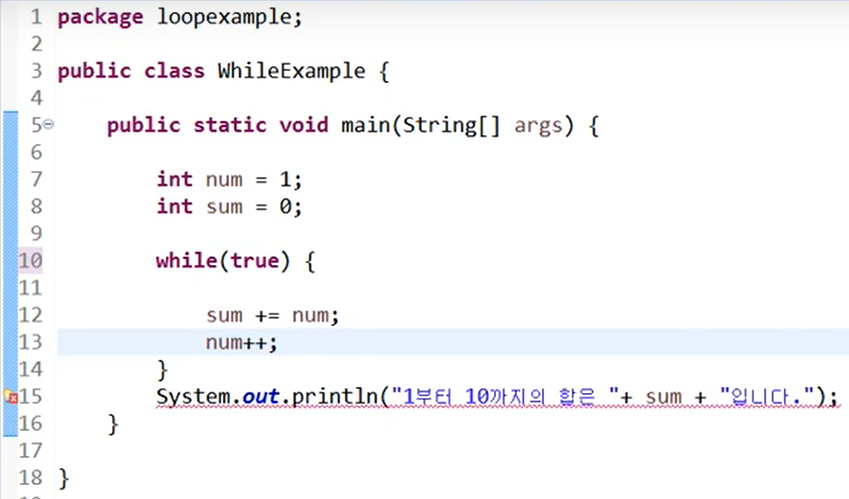 1 package loopexample;
2
3 public class WhileExample {
4
5 public static void main(String[] args) {
6
7 int num = 1;
8 int sum = 0;
9
10 while(true) {
11
12 sum += num;
13 num++;
14 }
15 System.out.println("1부터 10까지의 합은 "+ sum + "입니다.");
16 }
17
18 }